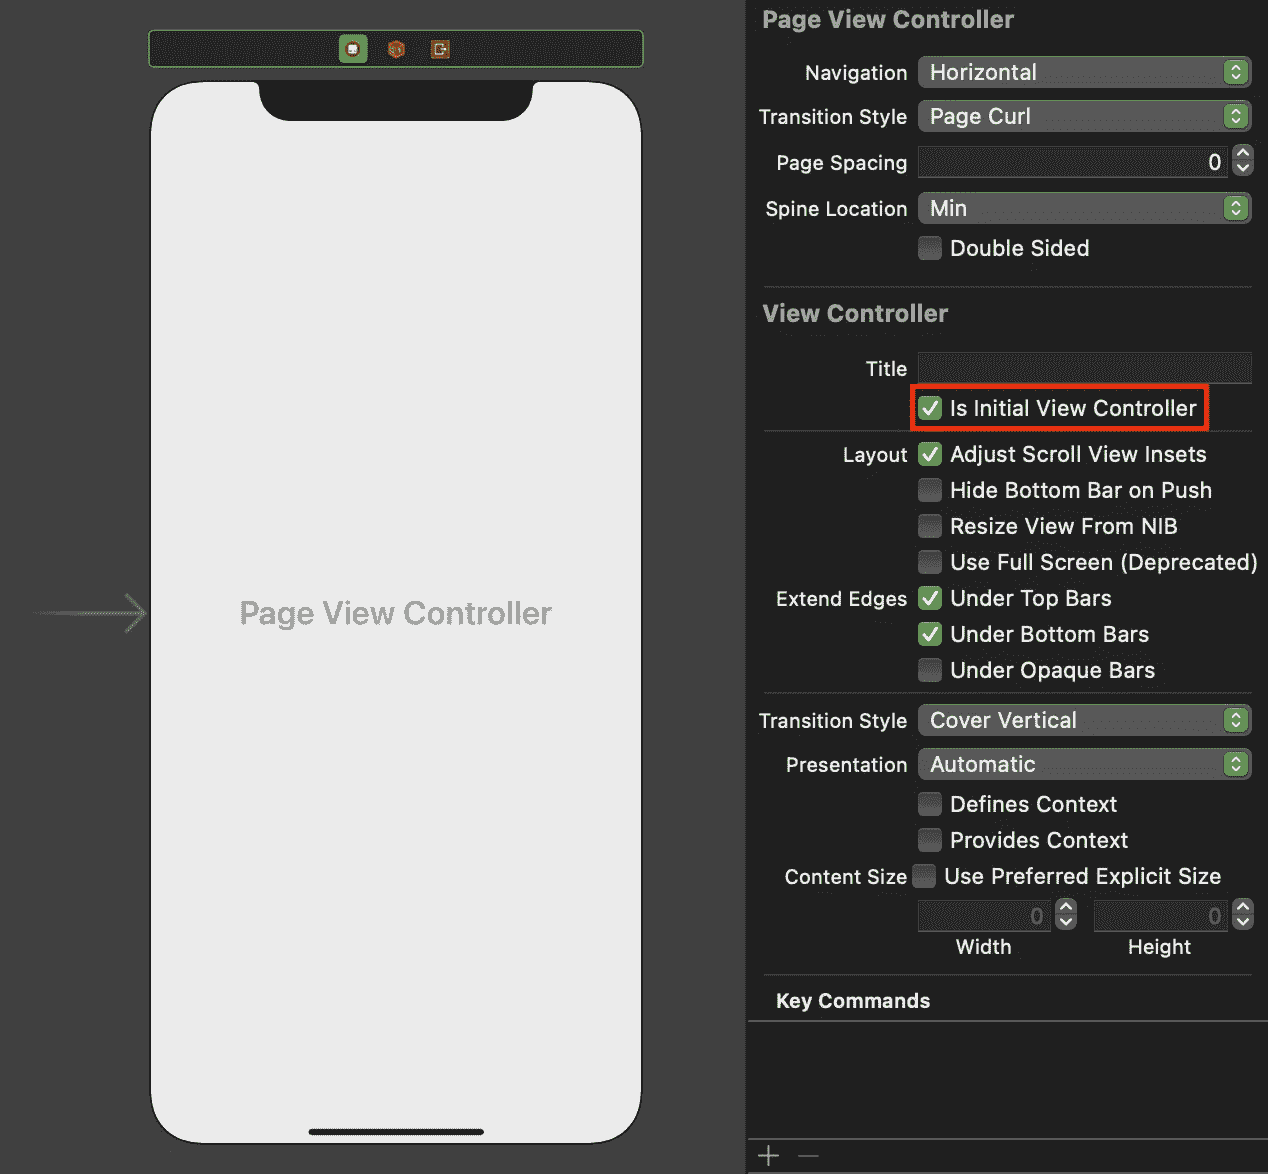 Page View Controller
Navigation Horizontal
Transition Style Page Curl
Page Spacing 0
Spine Location Min
Double Sided
View Controller
Title
Is Initial View Controller
Layout Adjust Scroll View Insets
Hide Bottom Bar on Push
Resize View From NIB
Use Full Screen (Deprecated)
Extend Edges Under Top Bars
Under Bottom Bars
Under Opaque Bars
Transition Style Cover Vertical
Presentation Automatic
Defines Context
Provides Context
Content Size Use Preferred Explicit Size
0 0
Width Height
Key Commands
Page View Controller